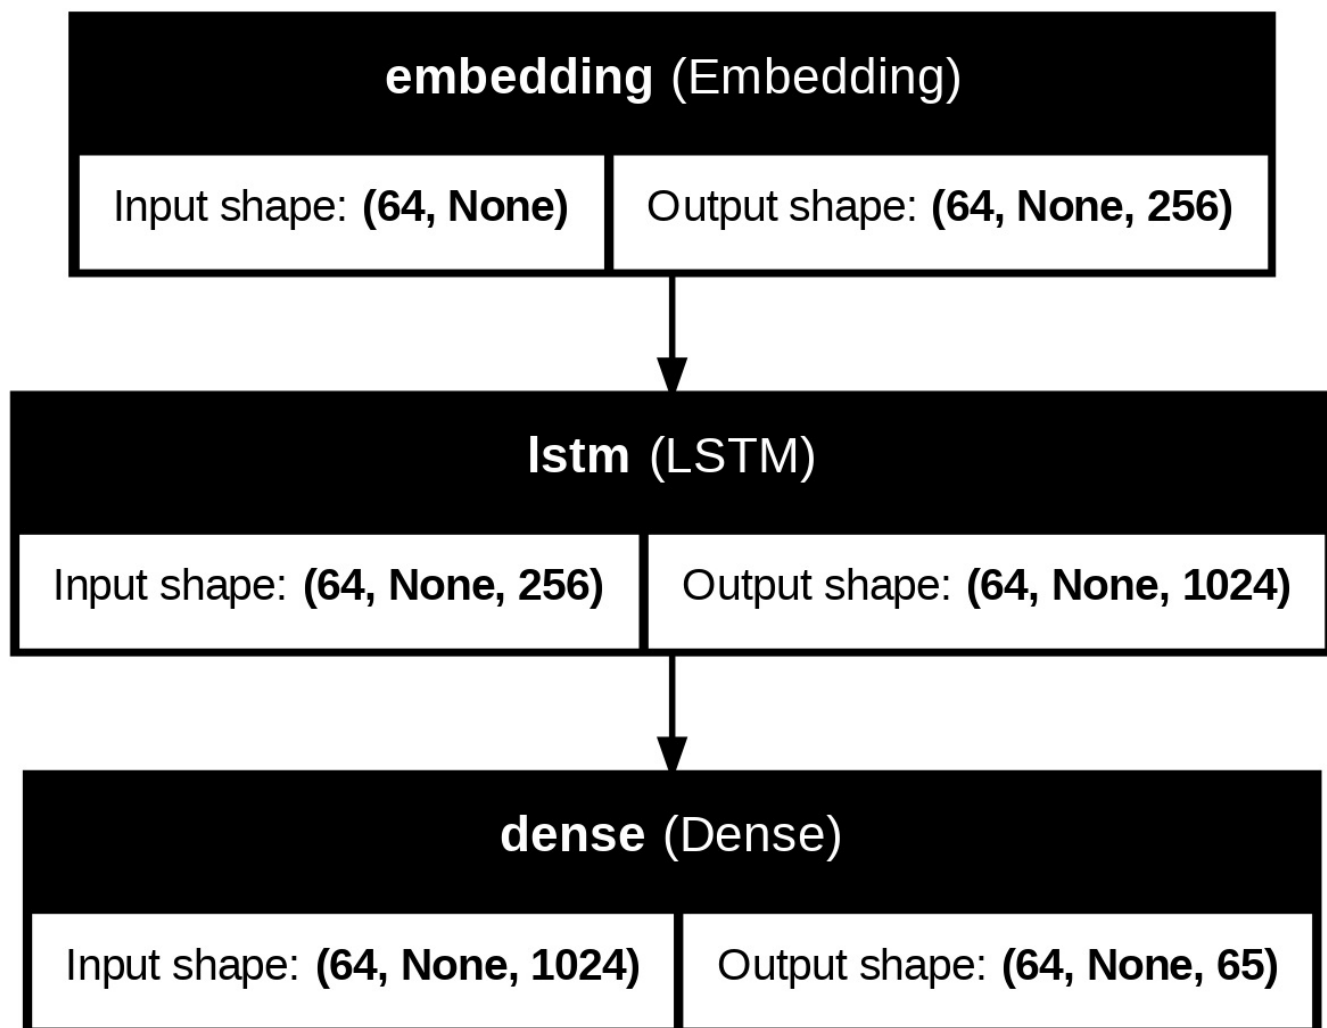 embedding (Embedding)
Input shape: (64, None) Output shape: (64, None, 256)
lstm (LSTM)
Input shape: (64, None, 256) Output shape: (64, None, 1024)
dense (Dense)
Input shape: (64, None, 1024) Output shape: (64, None, 65)